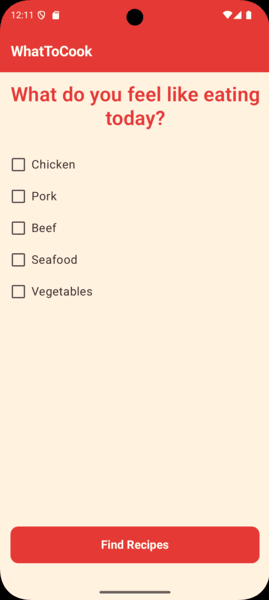 12:11
WhatToCook
What do you feel like eating
today?
Chicken
Pork
Beef
Seafood
Vegetables
Find Recipes